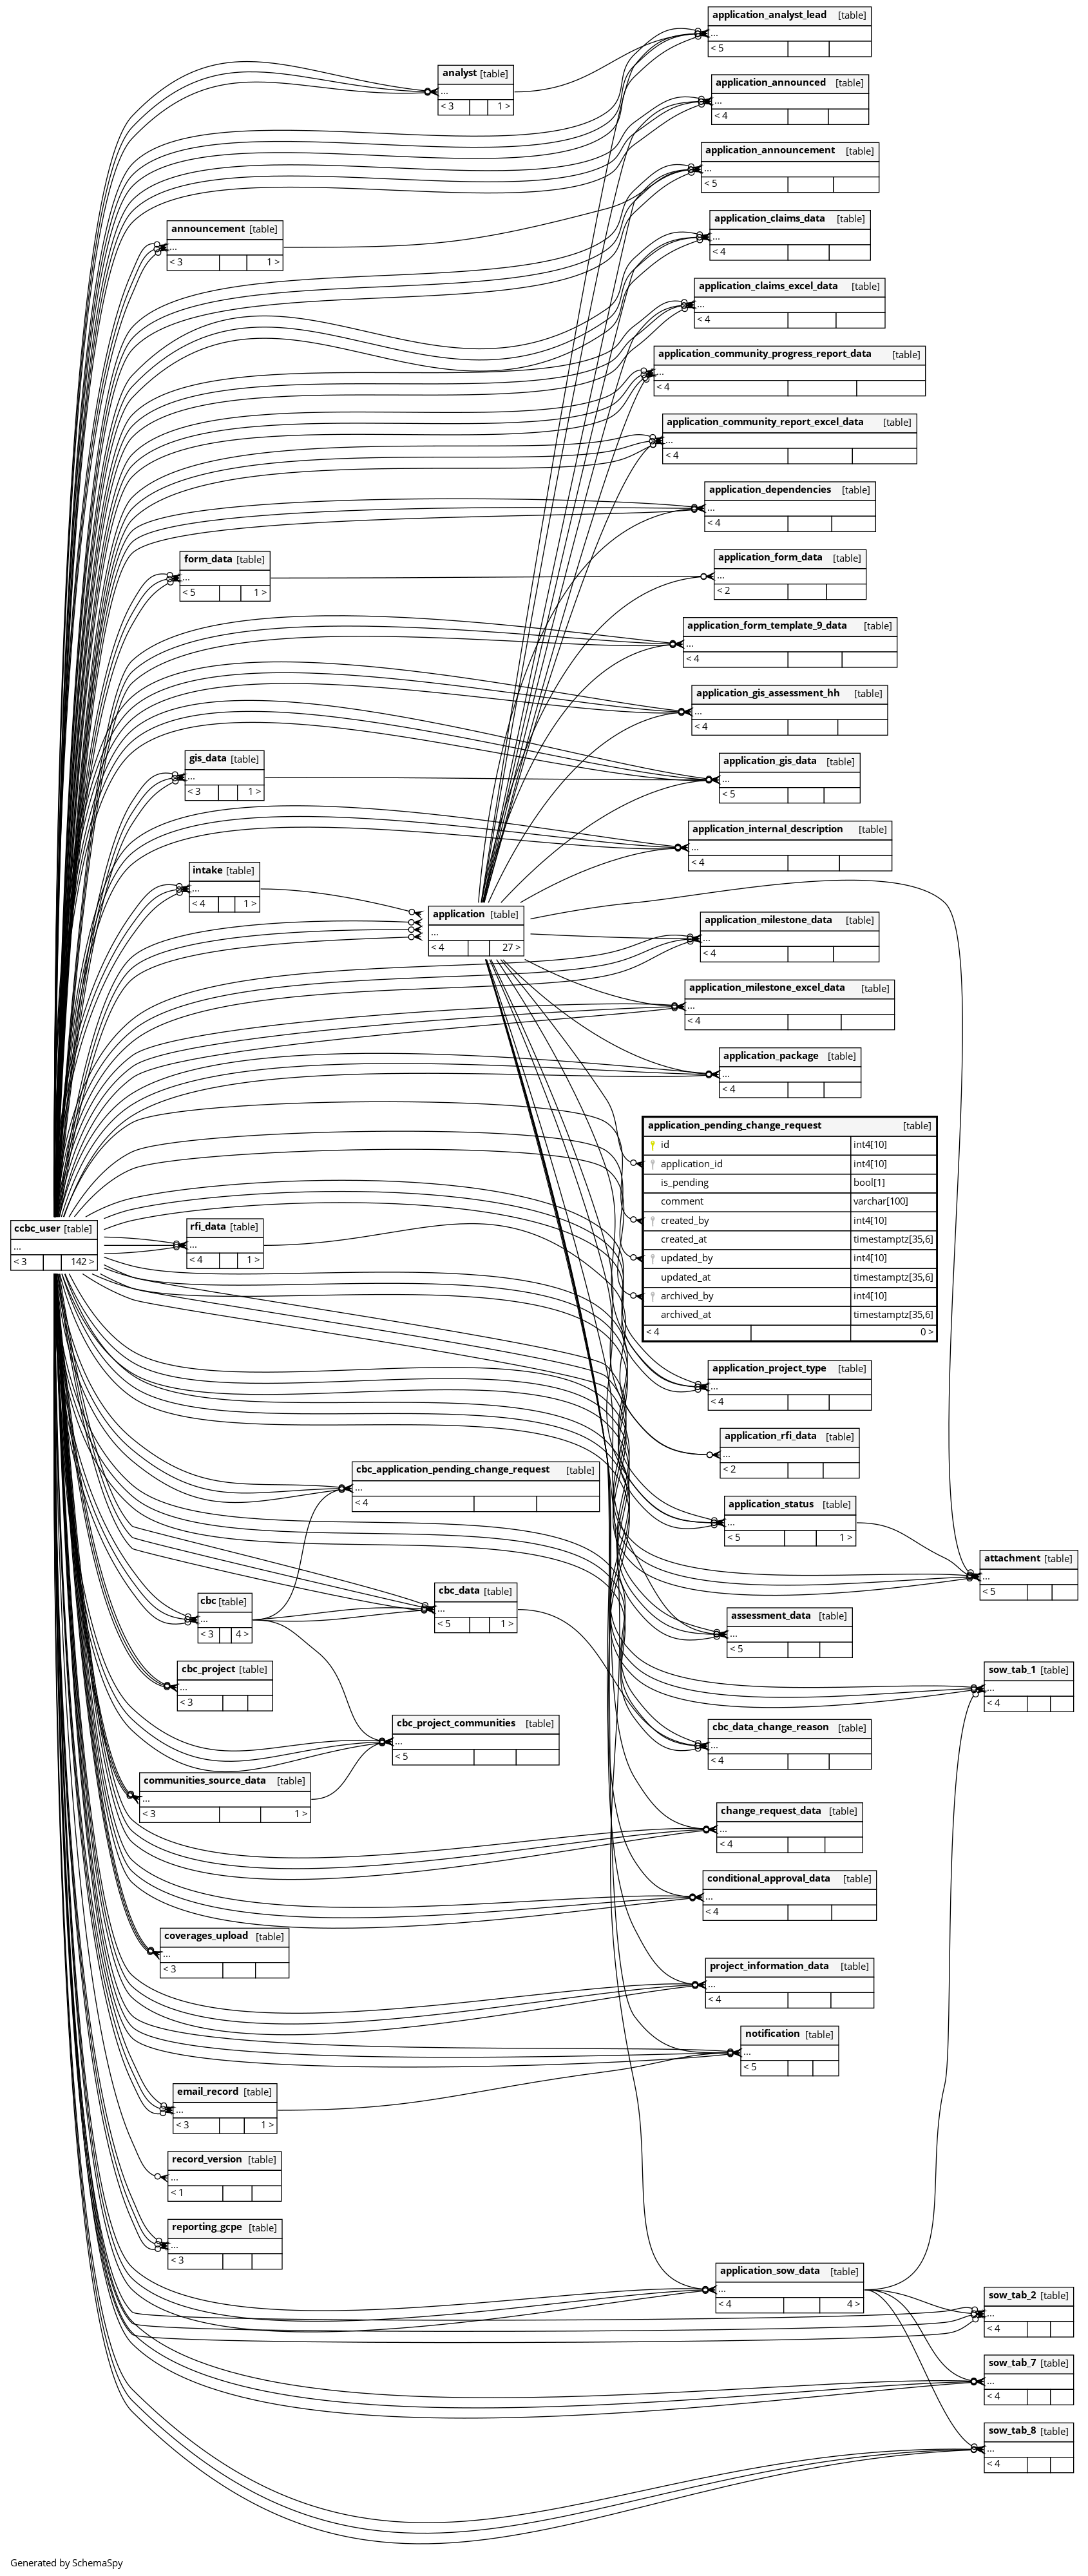 application_analyst_lead [table]
...
< 5
analyst [table]
...
< 3 1 >
application_announced [table]
...
< 4
application_announcement [table]
...
< 5
application_claims_data [table]
...
< 4
announcement [table]
...
< 3 1 >
application_claims_excel_data [table]
...
< 4
application_community_progress_report_data [table]
...
< 4
application_community_report_excel_data [table]
...
< 4
application_dependencies [table]
...
< 4
form_data [table]
...
< 5 1 >
application_form_data [table]
...
< 2
application_form_template_9_data [table]
...
< 4
application_gis_assessment_hh [table]
...
< 4
gis_data [table]
...
< 3 1 >
application_gis_data [table]
...
< 5
application_internal_description [table]
...
< 4
intake [table]
...
< 4 1 >
application [table]
...
< 4 27 >
application_milestone_data [table]
...
< 4
application_milestone_excel_data [table]
...
< 4
application_package [table]
...
< 4
application_pending_change_request [table]
id int4[10]
application_id int4[10]
is_pending bool[1]
comment varchar[100]
created_by int4[10]
created_at timestamptz[35,6]
updated_by int4[10]
updated_at timestamptz[35,6]
archived_by int4[10]
archived_at timestamptz[35,6]
< 4 0 >
ccbc_user [table]
...
< 3 142 >
rfi_data [table]
...
< 4 1 >
application_project_type [table]
...
< 4
application_rfi_data [table]
...
< 2
cbc_application_pending_change_request [table]
...
< 4
application_status [table]
...
< 5 1 >
attachment [table]
...
< 5
cbc [table]
...
< 3 4 >
cbc_data [table]
...
< 5 1 >
assessment_data [table]
...
< 5
cbc_project [table]
...
< 3
sow_tab_1 [table]
...
< 4
cbc_project_communities [table]
...
< 5
cbc_data_change_reason [table]
...
< 4
communities_source_data [table]
...
< 3 1 >
change_request_data [table]
...
< 4
conditional_approval_data [table]
...
< 4
coverages_upload [table]
...
< 3
project_information_data [table]
...
< 4
notification [table]
...
< 5
email_record [table]
...
< 3 1 >
record_version [table]
...
< 1
reporting_gcpe [table]
...
< 3
application_sow_data [table]
...
< 4 4 >
sow_tab_2 [table]
...
< 4
sow_tab_7 [table]
...
< 4
sow_tab_8 [table]
...
< 4
Generated by SchemaSpy